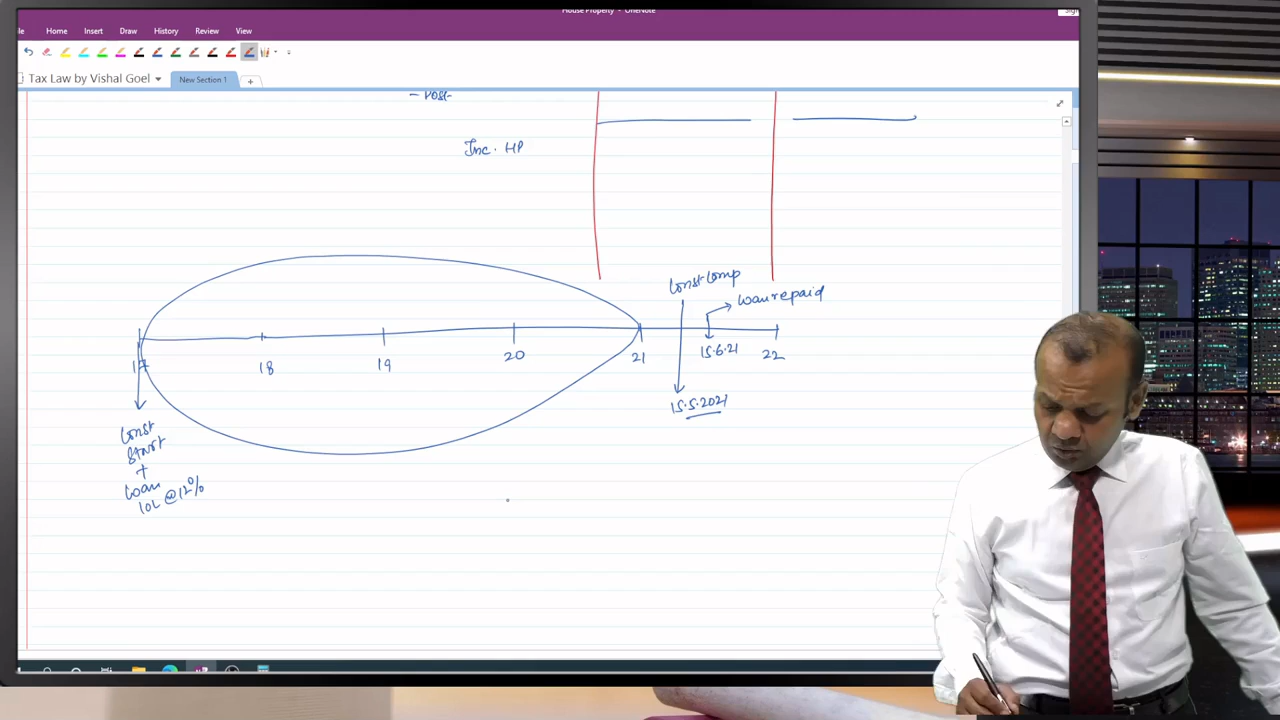 House Property - OneNote
Sign
Home Insert Draw History Review View
Tax Law by Vishal Goel
New Section 1
- Post
Inc. HP
Const Comp
Loan repaid
17 18 19 20 21 15.6.21 22
15.5.2021
Const
Start
+
Loan
10L @12%